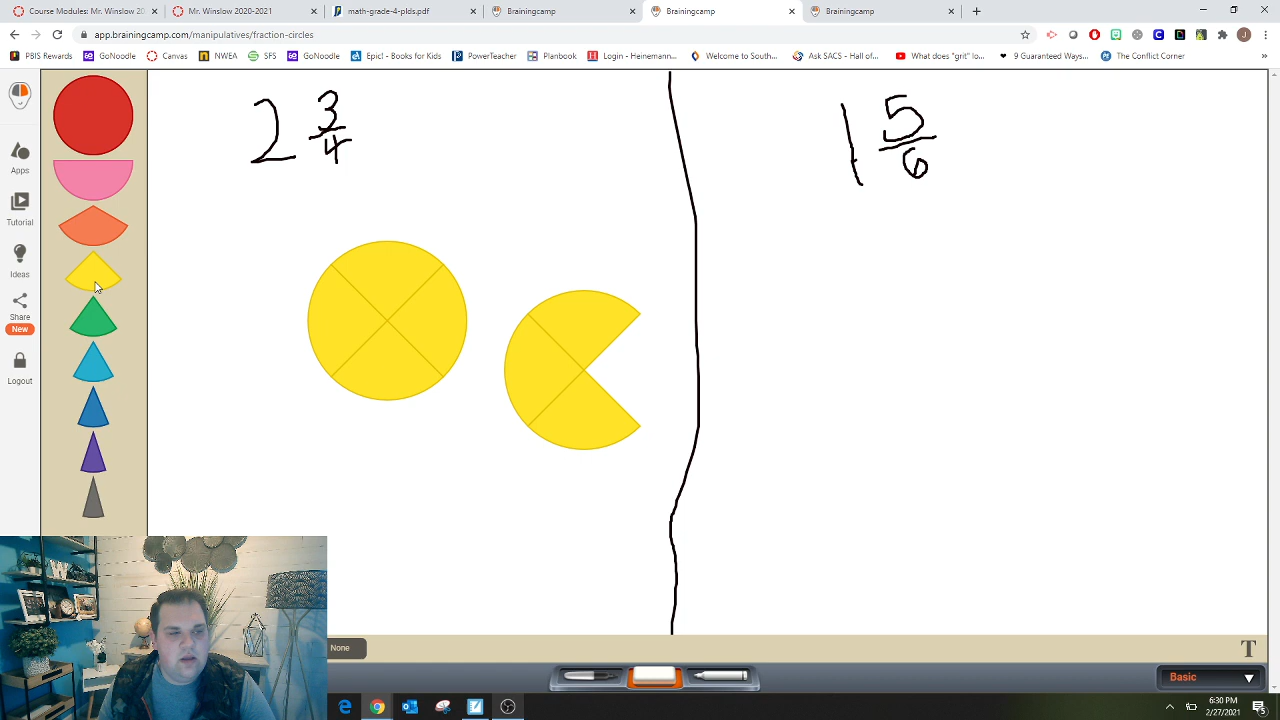 Course Modules: Mr. Winslow 20
Mr. Winslow 2020-2021
math-grade-4-plds.pdf
Brainingcamp
Brainingcamp
Brainingcamp
app.brainingcamp.com/manipulatives/fraction-circles
PBIS Rewards
GoNoodle
Canvas
NWEA
SFS
GoNoodle
Epic! - Books for Kids
PowerTeacher
Planbook
Login - Heinemann...
Welcome to South...
Ask SACS - Hall of...
What does "grit" lo...
9 Guaranteed Ways...
The Conflict Corner
2 3/4
1 5/6
Apps
Tutorial
Ideas
Share
New
Logout
None
T
Basic
6:30 PM
2/27/2021